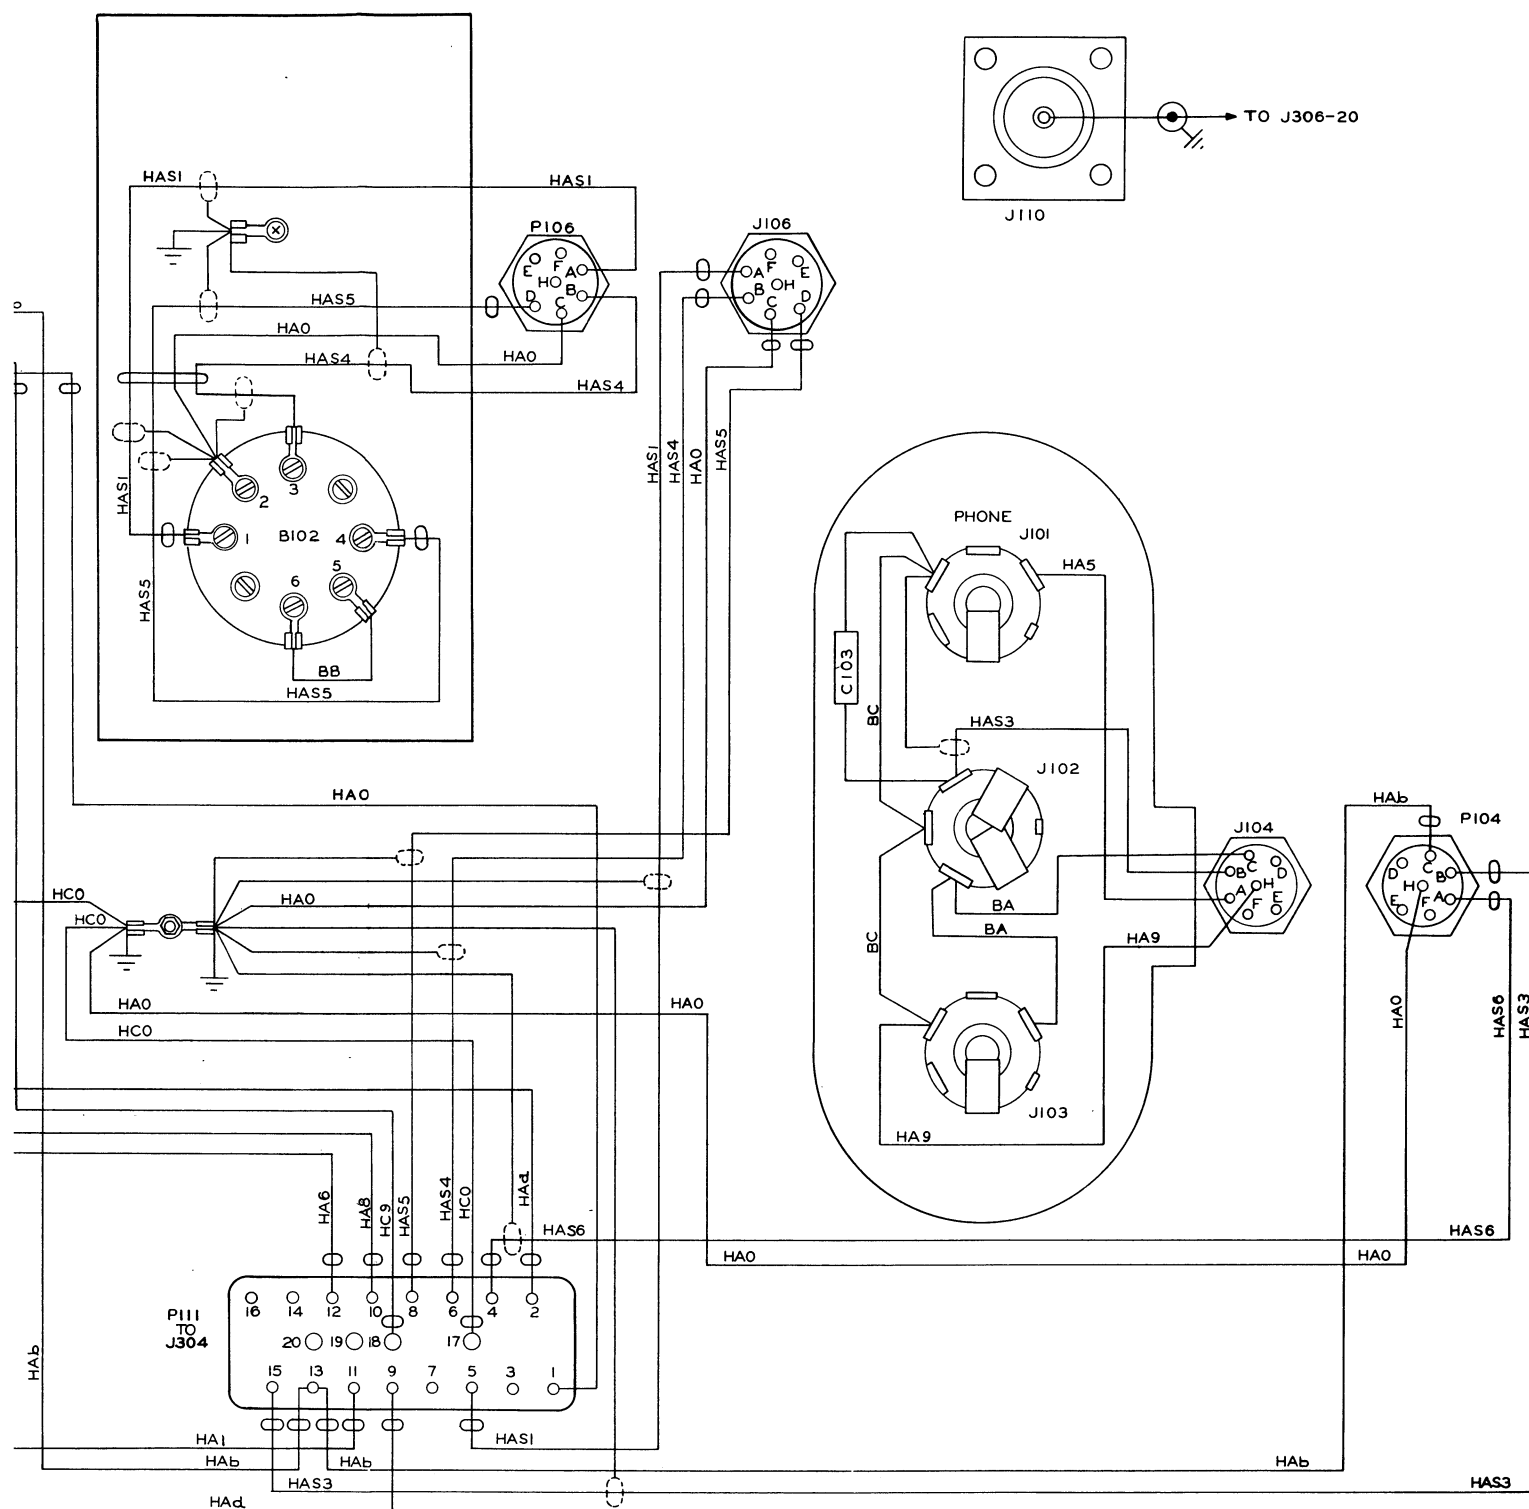 TO J306-20
J110
HAS1
HAS1
P106
E F A
H
D C B
J106
A F E
B H
C D
HAS5
HA0
HA0
HAS4
HAS4
HAS1
HAS4
HA0
HAS5
HAS1
2
3
1
B102
4
5
6
HAS5
BB
HAS5
PHONE
J101
HA5
C103
BC
HAS3
J102
HA0
HAb
P104
J104
C D
B H
A F E
D C B
H A
E F
HC0
HC0
HA0
BA
BA
HA9
BC
HA0
HA0
HC0
HA0
HAS6
HAS3
J103
HA9
HA6
HA8
HC9
HAS5
HAS4
HC0
HAd
HAS6
HAS6
HA0
HA0
P111
TO
J304
16 14 12 10 8 6 4 2
20 19 18 17
15 13 11 9 7 5 3 1
HAb
HA1
HAS1
HAb
HAb
HAb
HAS3
HAS3
HAd